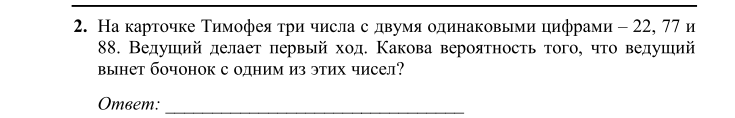 2. На карточке Тимофея три числа с двумя одинаковыми цифрами – 22, 77 и
88. Ведущий делает первый ход. Какова вероятность того, что ведущий
вынет бочонок с одним из этих чисел?
Ответ: ________________________________